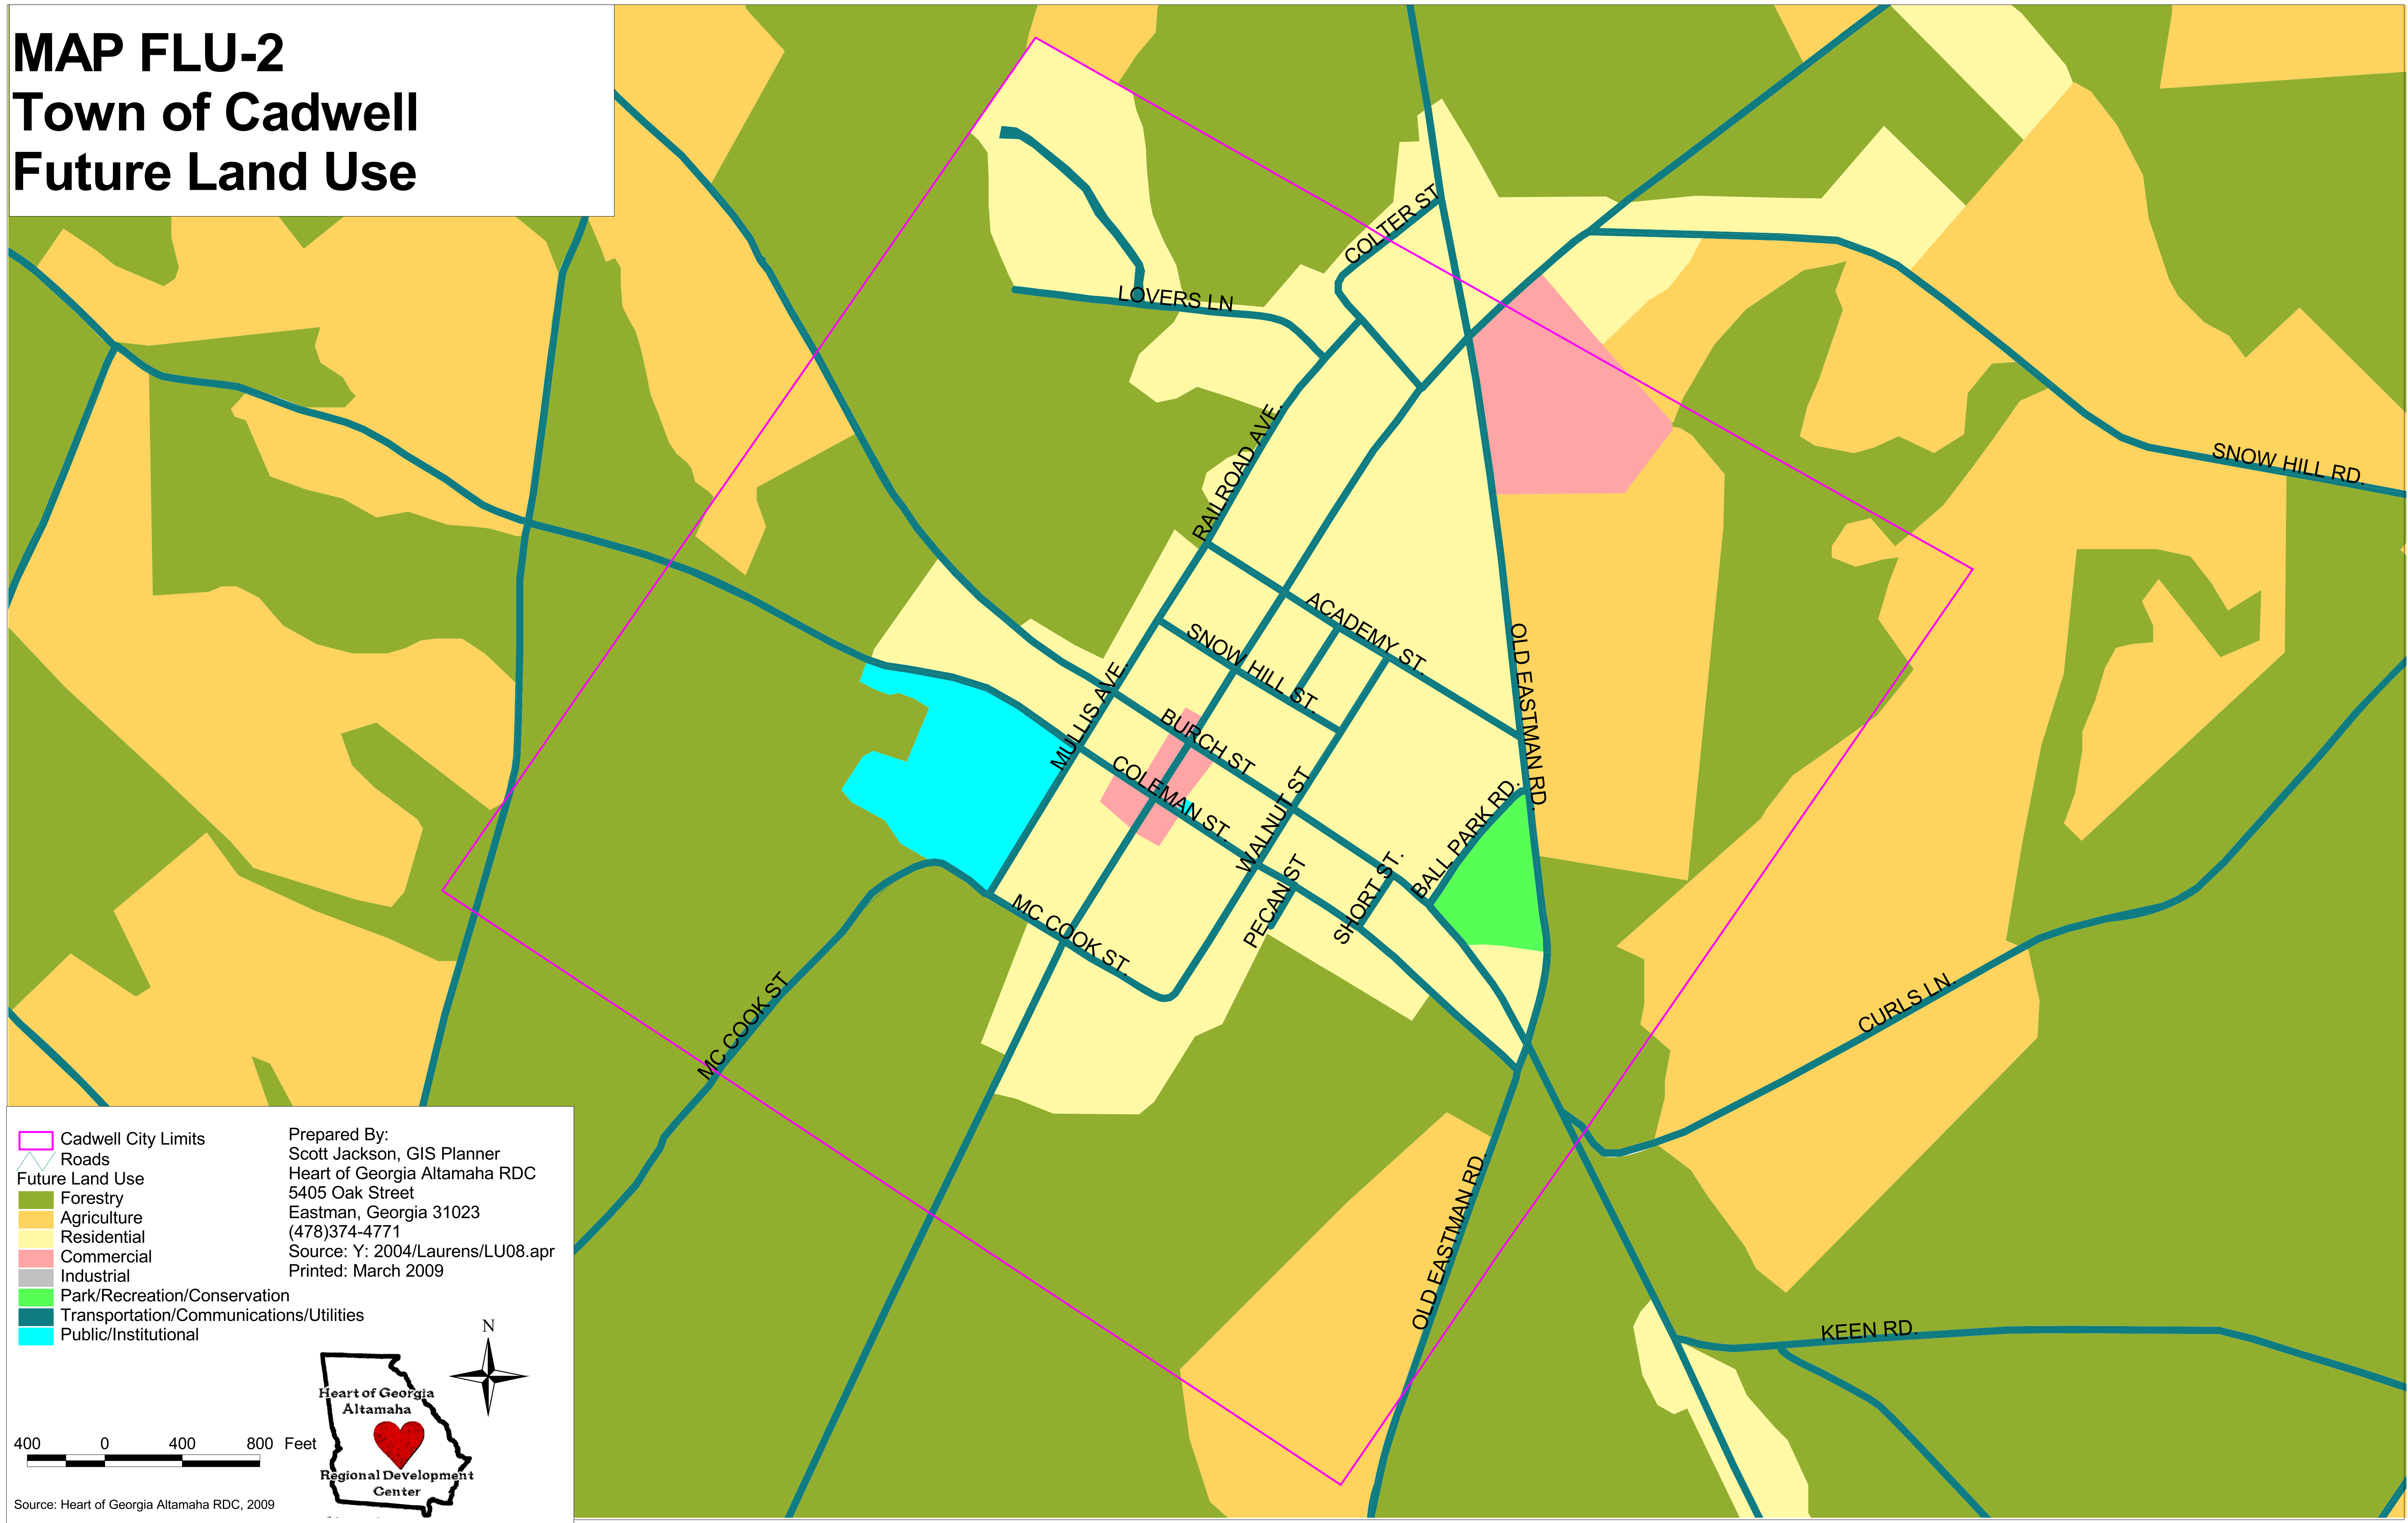 MAP FLU-2
Town of Cadwell
Future Land Use
COLTER ST
LOVERS LN
RAILROAD AVE.
SNOW HILL RD.
ACADEMY ST.
SNOW HILL ST.
OLD EASTMAN RD.
MULLIS AVE.
BURCH ST
COLEMAN ST.
WALNUT ST
BALL PARK RD.
PECAN ST
SHORT ST.
MC COOK ST.
MC COOK ST
CURLS LN.
OLD EASTMAN RD.
KEEN RD.
Cadwell City Limits
Roads
Future Land Use
Forestry
Agriculture
Residential
Commercial
Industrial
Park/Recreation/Conservation
Transportation/Communications/Utilities
Public/Institutional
Prepared By:
Scott Jackson, GIS Planner
Heart of Georgia Altamaha RDC
5405 Oak Street
Eastman, Georgia 31023
(478)374-4771
Source: Y: 2004/Laurens/LU08.apr
Printed: March 2009
N
Heart of Georgia
Altamaha
Regional Development
Center
400 0 400 800 Feet
Source: Heart of Georgia Altamaha RDC, 2009